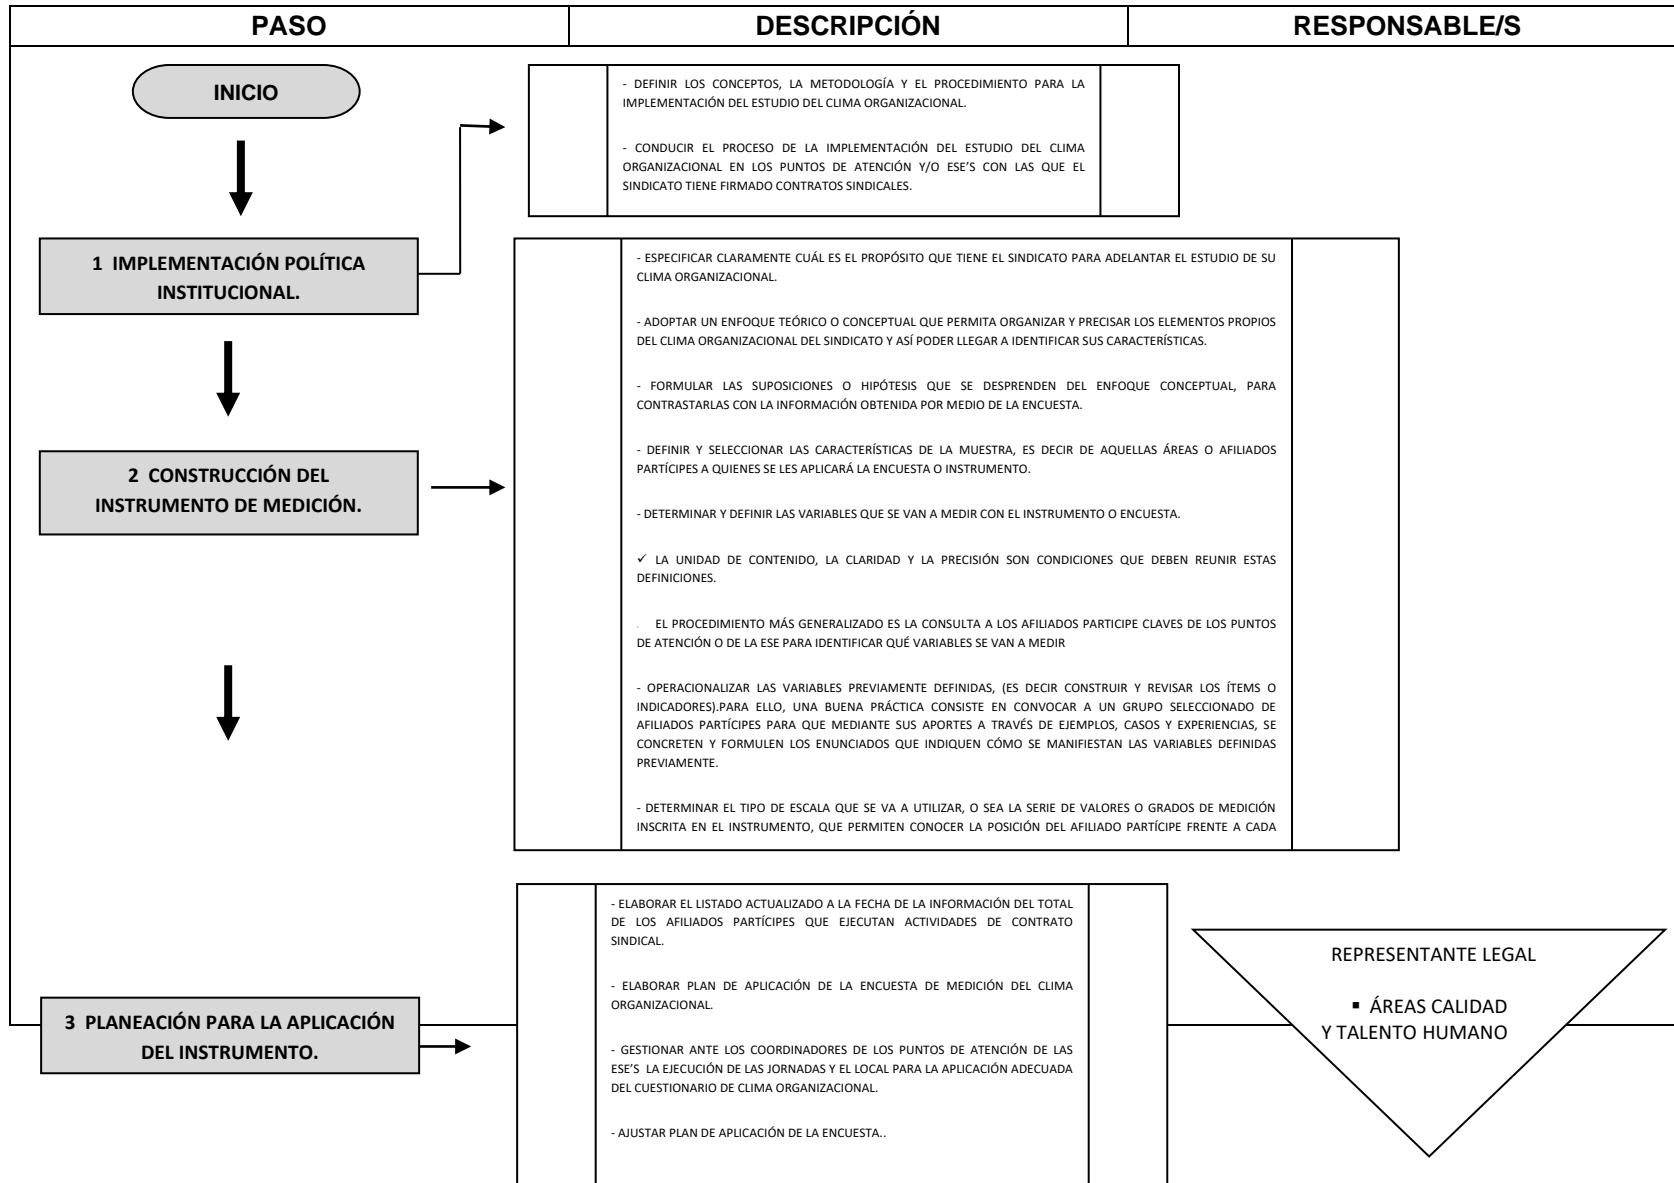 PASO
DESCRIPCIÓN
RESPONSABLE/S
INICIO
- DEFINIR LOS CONCEPTOS, LA METODOLOGÍA Y EL PROCEDIMIENTO PARA LA
IMPLEMENTACIÓN DEL ESTUDIO DEL CLIMA ORGANIZACIONAL.
- CONDUCIR EL PROCESO DE LA IMPLEMENTACIÓN DEL ESTUDIO DEL CLIMA
ORGANIZACIONAL EN LOS PUNTOS DE ATENCIÓN Y/O ESE'S CON LAS QUE EL
SINDICATO TIENE FIRMADO CONTRATOS SINDICALES.
1 IMPLEMENTACIÓN POLÍTICA
INSTITUCIONAL.
- ESPECIFICAR CLARAMENTE CUÁL ES EL PROPÓSITO QUE TIENE EL SINDICATO PARA ADELANTAR EL ESTUDIO DE SU
CLIMA ORGANIZACIONAL.
- ADOPTAR UN ENFOQUE TEÓRICO O CONCEPTUAL QUE PERMITA ORGANIZAR Y PRECISAR LOS ELEMENTOS PROPIOS
DEL CLIMA ORGANIZACIONAL DEL SINDICATO Y ASÍ PODER LLEGAR A IDENTIFICAR SUS CARACTERÍSTICAS.
- FORMULAR LAS SUPOSICIONES O HIPÓTESIS QUE SE DESPRENDEN DEL ENFOQUE CONCEPTUAL, PARA
CONTRASTARLAS CON LA INFORMACIÓN OBTENIDA POR MEDIO DE LA ENCUESTA.
- DEFINIR Y SELECCIONAR LAS CARACTERÍSTICAS DE LA MUESTRA, ES DECIR DE AQUELLAS ÁREAS O AFILIADOS
PARTÍCIPES A QUIENES SE LES APLICARÁ LA ENCUESTA O INSTRUMENTO.
- DETERMINAR Y DEFINIR LAS VARIABLES QUE SE VAN A MEDIR CON EL INSTRUMENTO O ENCUESTA.
✓ LA UNIDAD DE CONTENIDO, LA CLARIDAD Y LA PRECISIÓN SON CONDICIONES QUE DEBEN REUNIR ESTAS
DEFINICIONES.
. EL PROCEDIMIENTO MÁS GENERALIZADO ES LA CONSULTA A LOS AFILIADOS PARTICIPE CLAVES DE LOS PUNTOS
DE ATENCIÓN O DE LA ESE PARA IDENTIFICAR QUÉ VARIABLES SE VAN A MEDIR
- OPERACIONALIZAR LAS VARIABLES PREVIAMENTE DEFINIDAS, (ES DECIR CONSTRUIR Y REVISAR LOS ÍTEMS O
INDICADORES).PARA ELLO, UNA BUENA PRÁCTICA CONSISTE EN CONVOCAR A UN GRUPO SELECCIONADO DE
AFILIADOS PARTÍCIPES PARA QUE MEDIANTE SUS APORTES A TRAVÉS DE EJEMPLOS, CASOS Y EXPERIENCIAS, SE
CONCRETEN Y FORMULEN LOS ENUNCIADOS QUE INDIQUEN CÓMO SE MANIFIESTAN LAS VARIABLES DEFINIDAS
PREVIAMENTE.
- DETERMINAR EL TIPO DE ESCALA QUE SE VA A UTILIZAR, O SEA LA SERIE DE VALORES O GRADOS DE MEDICIÓN
INSCRITA EN EL INSTRUMENTO, QUE PERMITEN CONOCER LA POSICIÓN DEL AFILIADO PARTÍCIPE FRENTE A CADA
2 CONSTRUCCIÓN DEL
INSTRUMENTO DE MEDICIÓN.
- ELABORAR EL LISTADO ACTUALIZADO A LA FECHA DE LA INFORMACIÓN DEL TOTAL
DE LOS AFILIADOS PARTÍCIPES QUE EJECUTAN ACTIVIDADES DE CONTRATO
SINDICAL.
- ELABORAR PLAN DE APLICACIÓN DE LA ENCUESTA DE MEDICIÓN DEL CLIMA
ORGANIZACIONAL.
- GESTIONAR ANTE LOS COORDINADORES DE LOS PUNTOS DE ATENCIÓN DE LAS
ESE'S LA EJECUCIÓN DE LAS JORNADAS Y EL LOCAL PARA LA APLICACIÓN ADECUADA
DEL CUESTIONARIO DE CLIMA ORGANIZACIONAL.
- AJUSTAR PLAN DE APLICACIÓN DE LA ENCUESTA..
3 PLANEACIÓN PARA LA APLICACIÓN
DEL INSTRUMENTO.
REPRESENTANTE LEGAL
▪ ÁREAS CALIDAD
Y TALENTO HUMANO